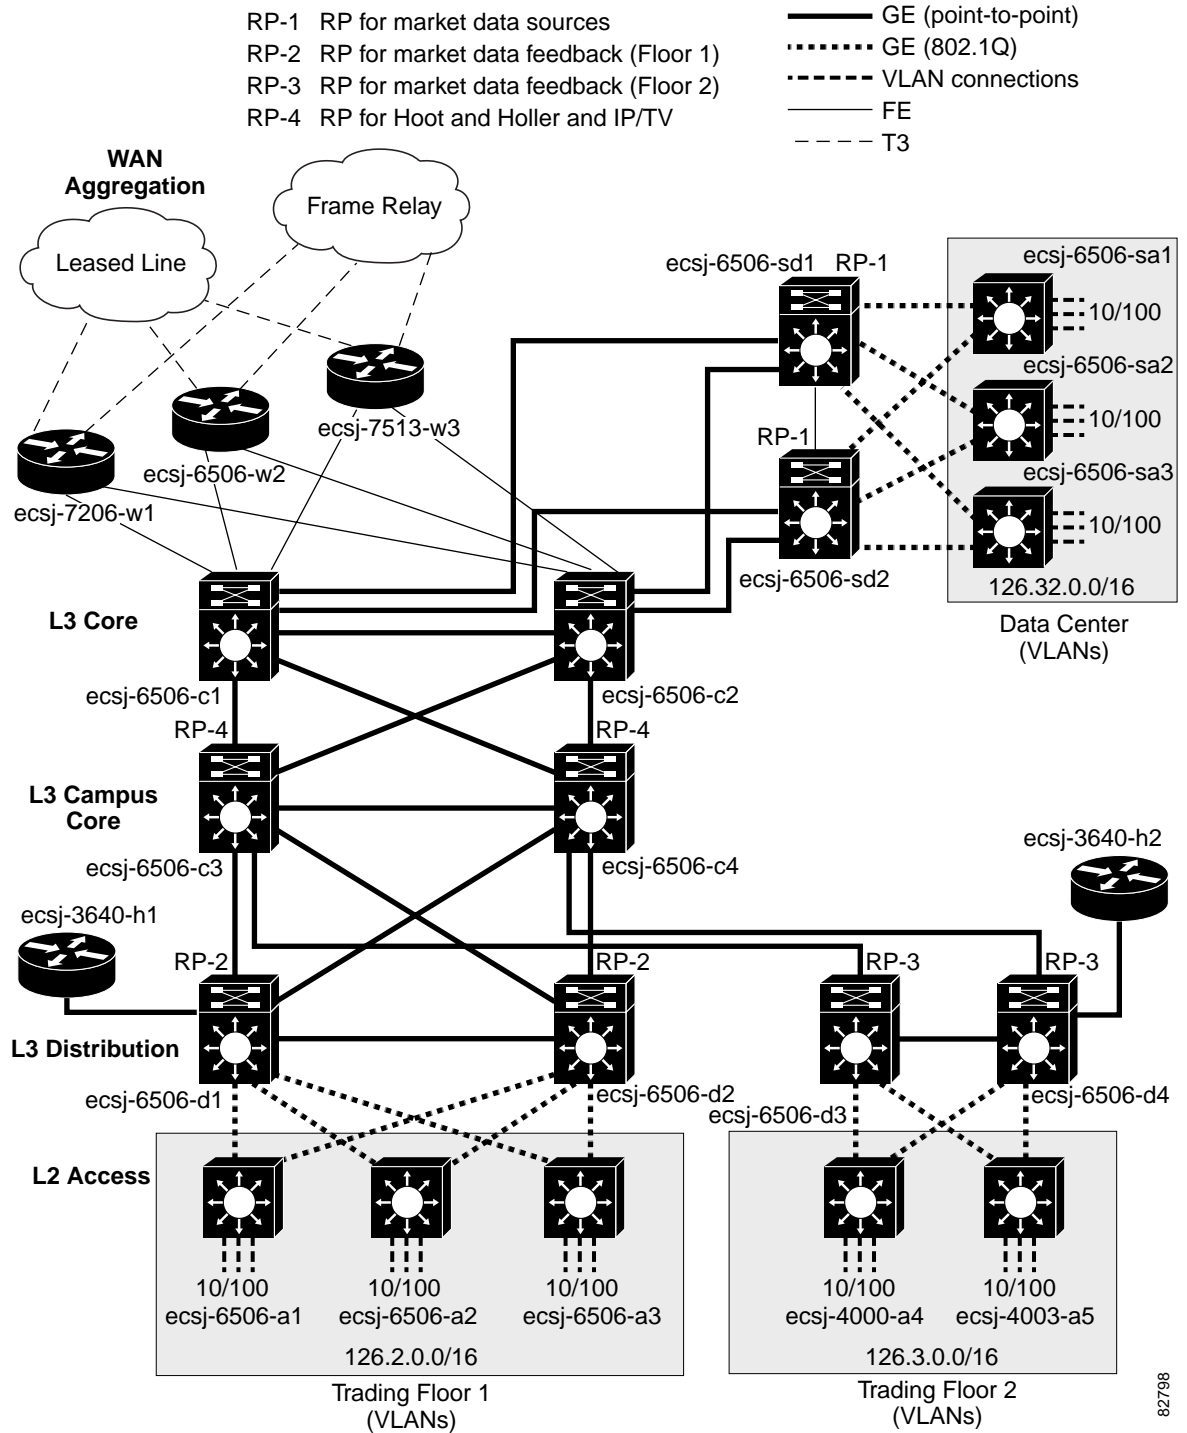 RP-1 RP for market data sources
RP-2 RP for market data feedback (Floor 1)
RP-3 RP for market data feedback (Floor 2)
RP-4 RP for Hoot and Holler and IP/TV
GE (point-to-point)
GE (802.1Q)
VLAN connections
FE
T3
WAN
Aggregation
Leased Line
Frame Relay
ecsj-7206-w1
ecsj-6506-w2
ecsj-7513-w3
ecsj-6506-sd1
RP-1
RP-1
ecsj-6506-sd2
ecsj-6506-sa1
10/100
ecsj-6506-sa2
10/100
ecsj-6506-sa3
10/100
126.32.0.0/16
Data Center
(VLANs)
L3 Core
ecsj-6506-c1
ecsj-6506-c2
RP-4
RP-4
L3 Campus
Core
ecsj-6506-c3
ecsj-6506-c4
ecsj-3640-h1
ecsj-3640-h2
RP-2
RP-2
RP-3
RP-3
L3 Distribution
ecsj-6506-d1
ecsj-6506-d2
ecsj-6506-d3
ecsj-6506-d4
L2 Access
10/100
10/100
10/100
10/100
10/100
ecsj-6506-a1
ecsj-6506-a2
ecsj-6506-a3
ecsj-4000-a4
ecsj-4003-a5
126.2.0.0/16
126.3.0.0/16
Trading Floor 1
(VLANs)
Trading Floor 2
(VLANs)
82798